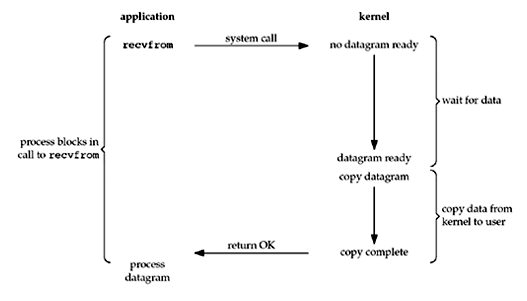 application
kernel
recvfrom
system call
no datagram ready
wait for data
process blocks in
call to recvfrom
datagram ready
copy datagram
copy data from
kernel to user
return OK
copy complete
process
datagram